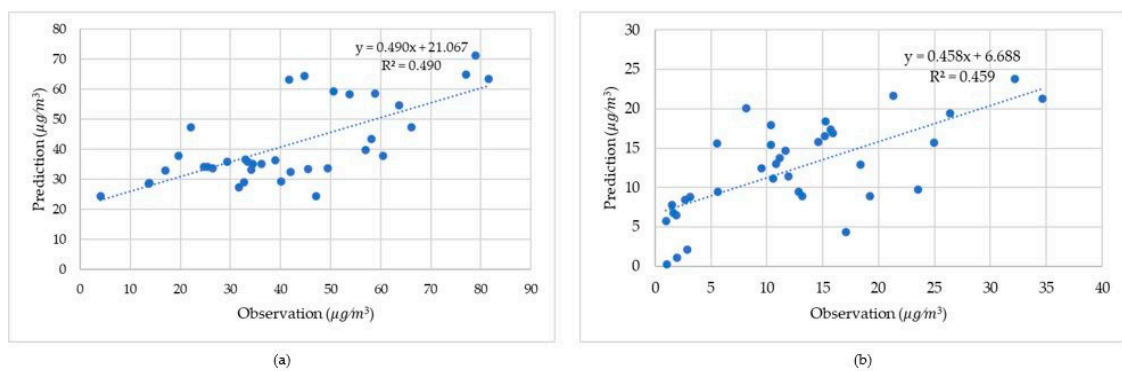 80
70
60
50
40
30
20
10
0
Prediction (µg/m³)
y = 0.490x + 21.067
R² = 0.490
0 10 20 30 40 50 60 70 80 90
Observation (µg/m³)
(a)
30
25
20
15
10
5
0
Prediction (µg/m³)
y = 0.458x + 6.688
R² = 0.459
0 5 10 15 20 25 30 35 40
Observation (µg/m³)
(b)